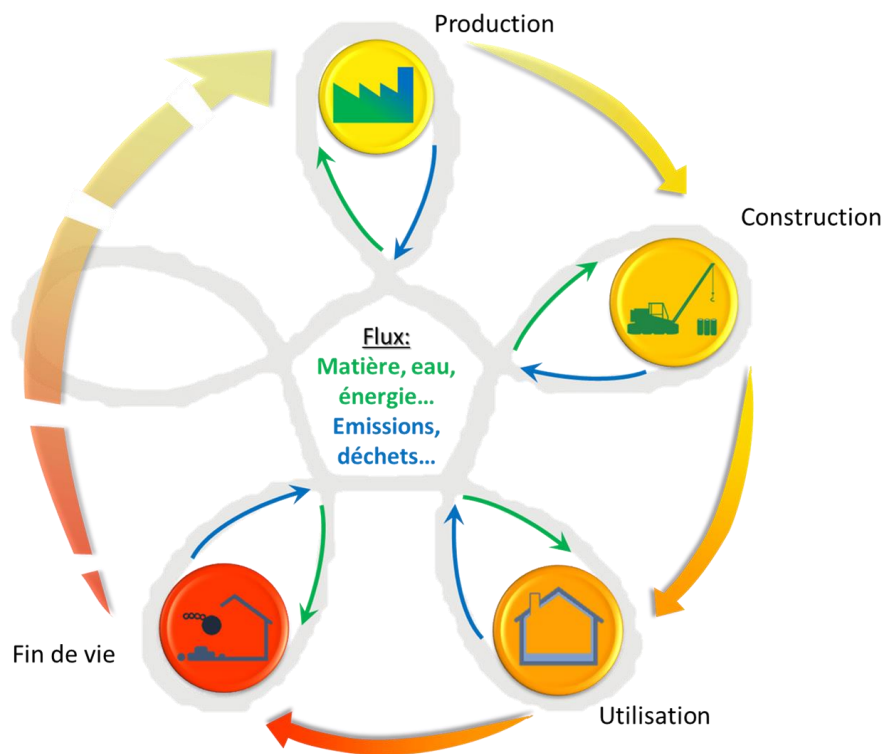 Production
Construction
Flux:
Matière, eau,
énergie...
Emissions,
déchets...
Fin de vie
Utilisation